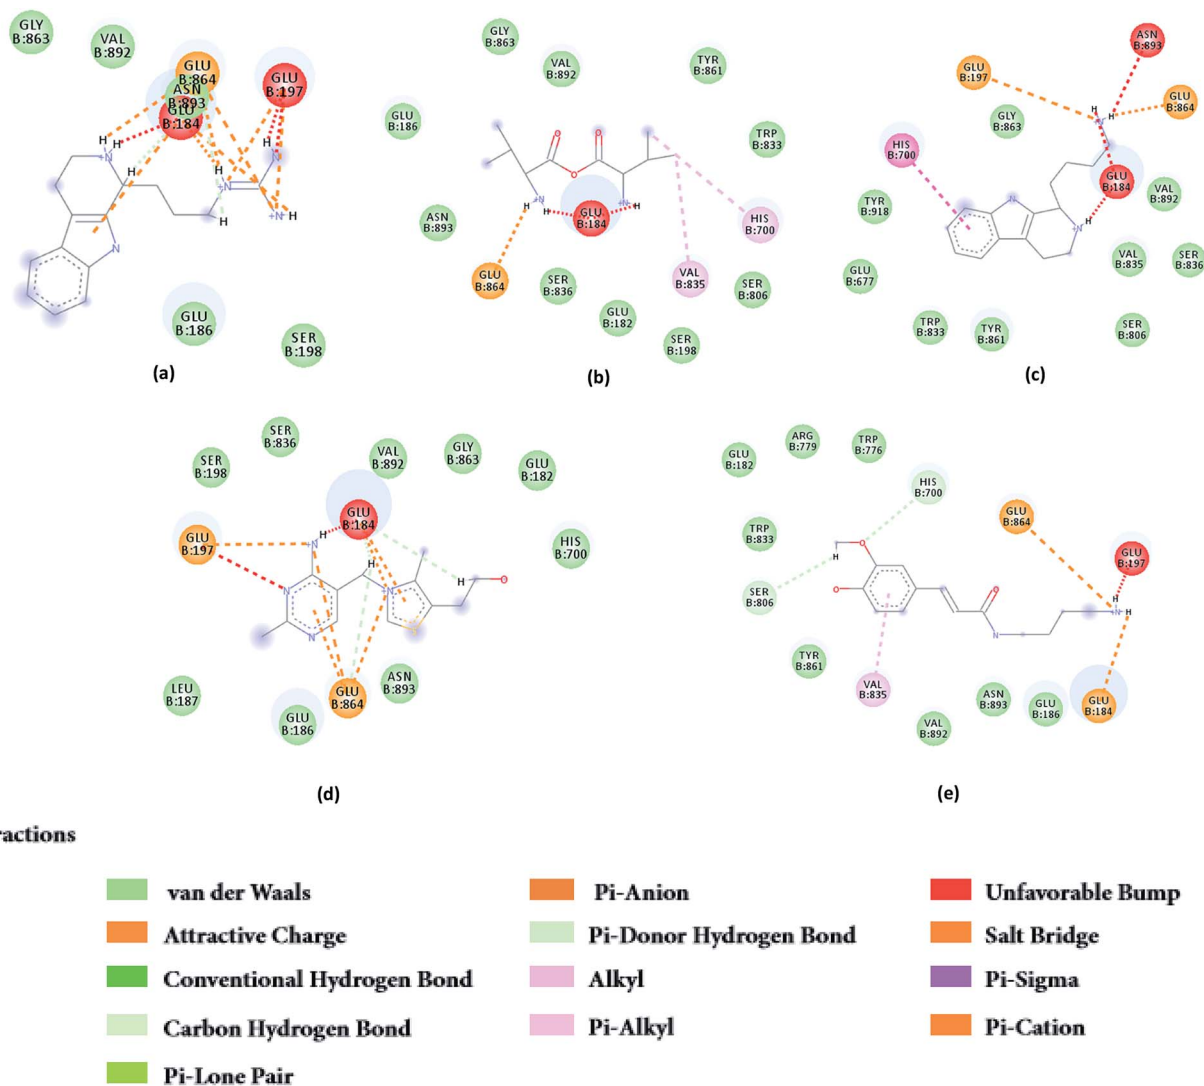 GLY
B:863
VAL
B:892
GLU
B:864
ASN
B:893
GLU
B:184
GLU
B:197
H
H
N
H
H
N
N
H
N
H
N
H
GLU
B:186
SER
B:198
(a)
GLY
B:863
VAL
B:892
TYR
B:861
GLU
B:186
TRP
B:833
O
O
O
N
H
N
H
H
GLU
B:184
ASN
B:893
HIS
B:700
GLU
B:864
SER
B:836
VAL
B:835
SER
B:806
GLU
B:182
SER
B:198
(b)
ASN
B:893
GLU
B:197
GLU
B:864
GLY
B:863
H
N
H
HIS
B:700
GLU
B:184
TYR
B:918
VAL
B:892
N
N
H
GLU
B:677
VAL
B:835
SER
B:836
TRP
B:833
TYR
B:861
SER
B:806
(c)
SER
B:836
SER
B:198
VAL
B:892
GLY
B:863
GLU
B:182
GLU
B:184
GLU
B:197
H
N
HIS
B:700
H
H
O
N
N
N
S
LEU
B:187
GLU
B:186
GLU
B:864
ASN
B:893
(d)
GLU
B:182
ARG
B:779
TRP
B:776
HIS
B:700
GLU
B:864
TRP
B:833
GLU
B:197
O
H
SER
B:806
O
O
N
H
N
H
TYR
B:861
VAL
B:835
ASN
B:893
GLU
B:186
GLU
B:184
VAL
B:892
(e)
ractions
van der Waals
Pi-Anion
Unfavorable Bump
Attractive Charge
Pi-Donor Hydrogen Bond
Salt Bridge
Conventional Hydrogen Bond
Alkyl
Pi-Sigma
Carbon Hydrogen Bond
Pi-Alkyl
Pi-Cation
Pi-Lone Pair